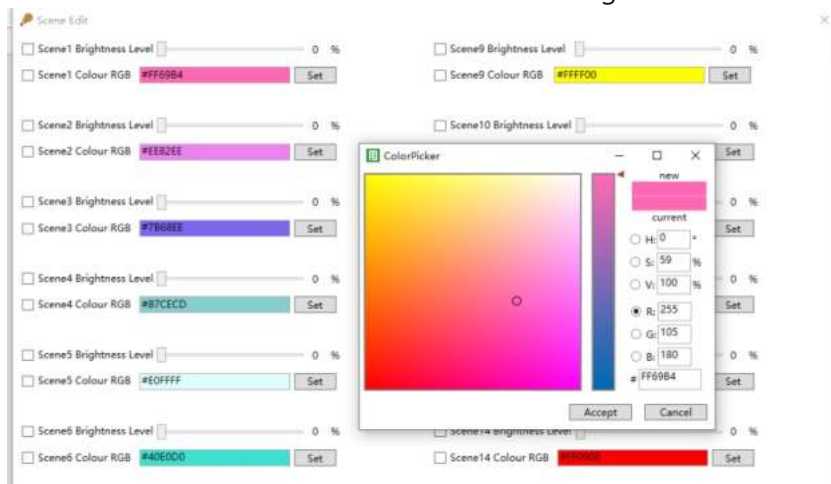 Scene Edit
Scene1 Brightness Level 0 %
Scene9 Brightness Level 0 %
Scene1 Colour RGB #FF69B4 Set
Scene9 Colour RGB #FFFF00 Set
Scene2 Brightness Level 0 %
Scene10 Brightness Level 0 %
Scene2 Colour RGB #EE82EE Set
Set
ColorPicker
new
current
H: 0 °
S: 59 %
V: 100 %
R: 255
G: 105
B: 180
# FF69B4
Accept Cancel
Scene3 Brightness Level 0 %
0 %
Scene3 Colour RGB #7B68EE Set
Set
Scene4 Brightness Level 0 %
0 %
Scene4 Colour RGB #87CECD Set
Set
Scene5 Brightness Level 0 %
0 %
Scene5 Colour RGB #E0FFFF Set
Set
Scene6 Brightness Level 0 %
Scene14 Brightness Level 0 %
Scene6 Colour RGB #40E0D0 Set
Scene14 Colour RGB #FF0000 Set